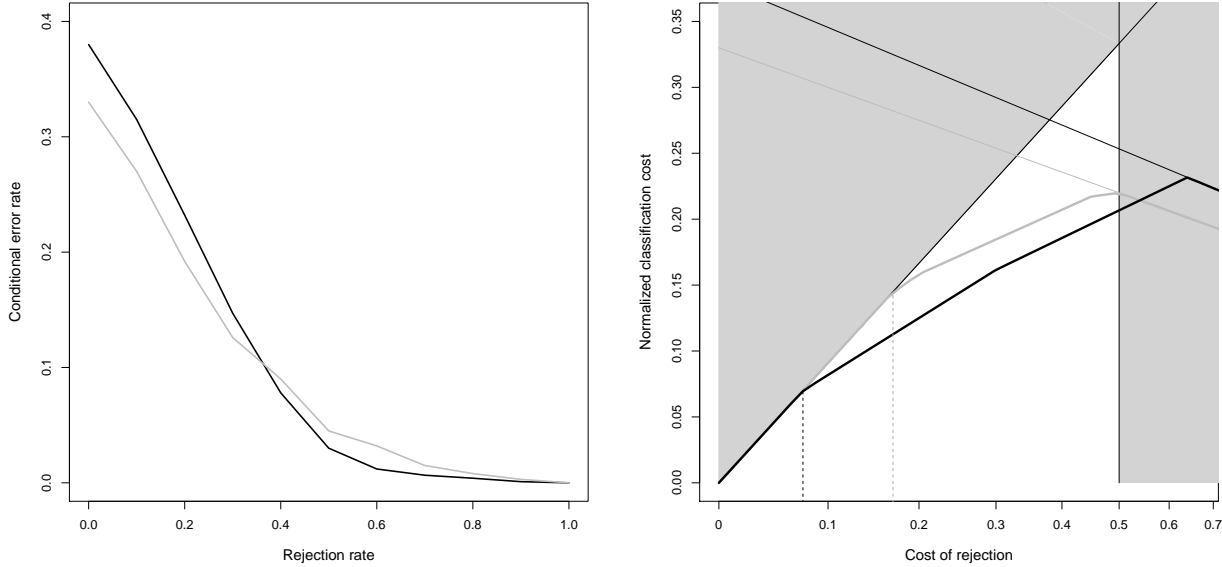 0.4
0.3
0.2
0.1
0.0
Conditional error rate
0.0 0.2 0.4 0.6 0.8 1.0
Rejection rate
0.35
0.30
0.25
0.20
0.15
0.10
0.05
0.00
Normalized classification cost
0 0.1 0.2 0.3 0.4 0.5 0.6 0.7
Cost of rejection